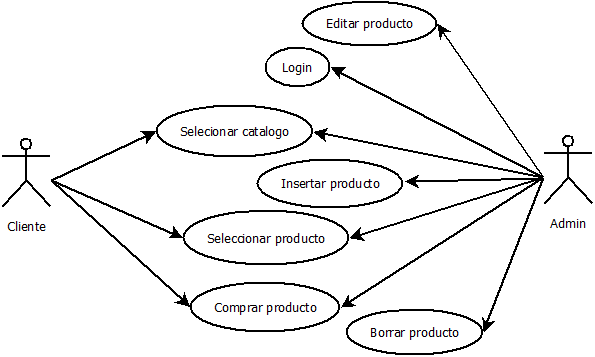 Editar producto
Login
Selecionar catalogo
Insertar producto
Cliente
Admin
Seleccionar producto
Comprar producto
Borrar producto